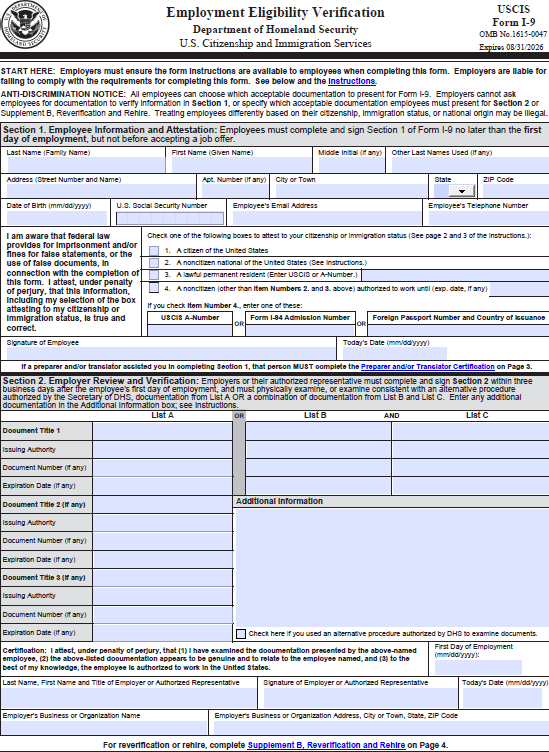 Employment Eligibility Verification
Department of Homeland Security
U.S. Citizenship and Immigration Services
USCIS
Form I-9
OMB No.1615-0047
Expires 08/31/2026
START HERE: Employers must ensure the form instructions are available to employees when completing this form. Employers are liable for
failing to comply with the requirements for completing this form. See below and the Instructions.
ANTI-DISCRIMINATION NOTICE: All employees can choose which acceptable documentation to present for Form I-9. Employers cannot ask
employees for documentation to verify information in Section 1, or specify which acceptable documentation employees must present for Section 2 or
Supplement B, Reverification and Rehire. Treating employees differently based on their citizenship, immigration status, or national origin may be illegal.
Section 1. Employee Information and Attestation: Employees must complete and sign Section 1 of Form I-9 no later than the first
day of employment, but not before accepting a job offer.
Last Name (Family Name) First Name (Given Name) Middle Initial (if any) Other Last Names Used (if any)
Address (Street Number and Name) Apt. Number (if any) City or Town State ZIP Code
Date of Birth (mm/dd/yyyy) U.S. Social Security Number Employee's Email Address Employee's Telephone Number
I am aware that federal law
provides for imprisonment and/or
fines for false statements, or the
use of false documents, in
connection with the completion of
this form. I attest, under penalty
of perjury, that this information,
including my selection of the box
attesting to my citizenship or
immigration status, is true and
correct.
Check one of the following boxes to attest to your citizenship or immigration status (See page 2 and 3 of the instructions.):
1. A citizen of the United States
2. A noncitizen national of the United States (See Instructions.)
3. A lawful permanent resident (Enter USCIS or A-Number.)
4. A noncitizen (other than Item Numbers 2. and 3. above) authorized to work until (exp. date, if any)
If you check Item Number 4., enter one of these:
USCIS A-Number OR Form I-94 Admission Number OR Foreign Passport Number and Country of Issuance
Signature of Employee Today's Date (mm/dd/yyyy)
If a preparer and/or translator assisted you in completing Section 1, that person MUST complete the Preparer and/or Translator Certification on Page 3.
Section 2. Employer Review and Verification: Employers or their authorized representative must complete and sign Section 2 within three
business days after the employee's first day of employment, and must physically examine, or examine consistent with an alternative procedure
authorized by the Secretary of DHS, documentation from List A OR a combination of documentation from List B and List C. Enter any additional
documentation in the Additional Information box; see Instructions.
List A OR List B AND List C
Document Title 1
Issuing Authority
Document Number (if any)
Expiration Date (if any)
Document Title 2 (if any) Additional Information
Issuing Authority
Document Number (if any)
Expiration Date (if any)
Document Title 3 (if any)
Issuing Authority
Document Number (if any)
Expiration Date (if any) Check here if you used an alternative procedure authorized by DHS to examine documents.
Certification: I attest, under penalty of perjury, that (1) I have examined the documentation presented by the above-named
employee, (2) the above-listed documentation appears to be genuine and to relate to the employee named, and (3) to the
best of my knowledge, the employee is authorized to work in the United States.
First Day of Employment
(mm/dd/yyyy):
Last Name, First Name and Title of Employer or Authorized Representative Signature of Employer or Authorized Representative Today's Date (mm/dd/yyyy)
Employer's Business or Organization Name Employer's Business or Organization Address, City or Town, State, ZIP Code
For reverification or rehire, complete Supplement B, Reverification and Rehire on Page 4.